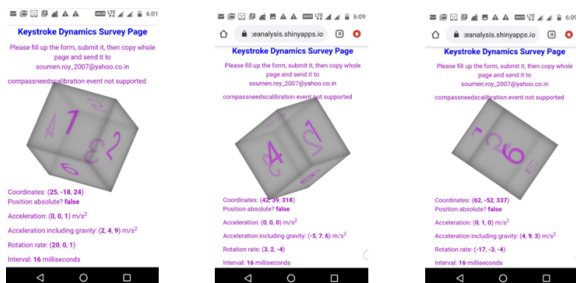 6:01
Keystroke Dynamics Survey Page
Please fill up the form, submit it, then copy whole
page and send it to
soumen.roy_2007@yahoo.co.in
compassneedscalibration event not supported
1
2
3
6
Coordinates: (25, -18, 24)
Position absolute? false
Acceleration: (0, 0, 1) m/s²
Acceleration including gravity: (2, 4, 9) m/s²
Rotation rate: (20, 0, 1)
Interval: 16 milliseconds
6:09
:eanalysis.shinyapps.io
Keystroke Dynamics Survey Page
Please fill up the form, submit it, then copy whole
page and send it to
soumen.roy_2007@yahoo.co.in
compassneedscalibration event not supported
4
1
Coordinates: (42, 39, 318)
Position absolute? false
Acceleration: (0, 0, 0) m/s²
Acceleration including gravity: (-5, 7, 6) m/s²
Rotation rate: (3, 2, -4)
Interval: 16 milliseconds
6:09
:eanalysis.shinyapps.io
Keystroke Dynamics Survey Page
Please fill up the form, submit it, then copy whole
page and send it to
soumen.roy_2007@yahoo.co.in
compassneedscalibration event not supported
6
Coordinates: (62, -52, 337)
Position absolute? false
Acceleration: (0, 1, 0) m/s²
Acceleration including gravity: (4, 9, 3) m/s²
Rotation rate: (-17, -3, -4)
Interval: 16 milliseconds